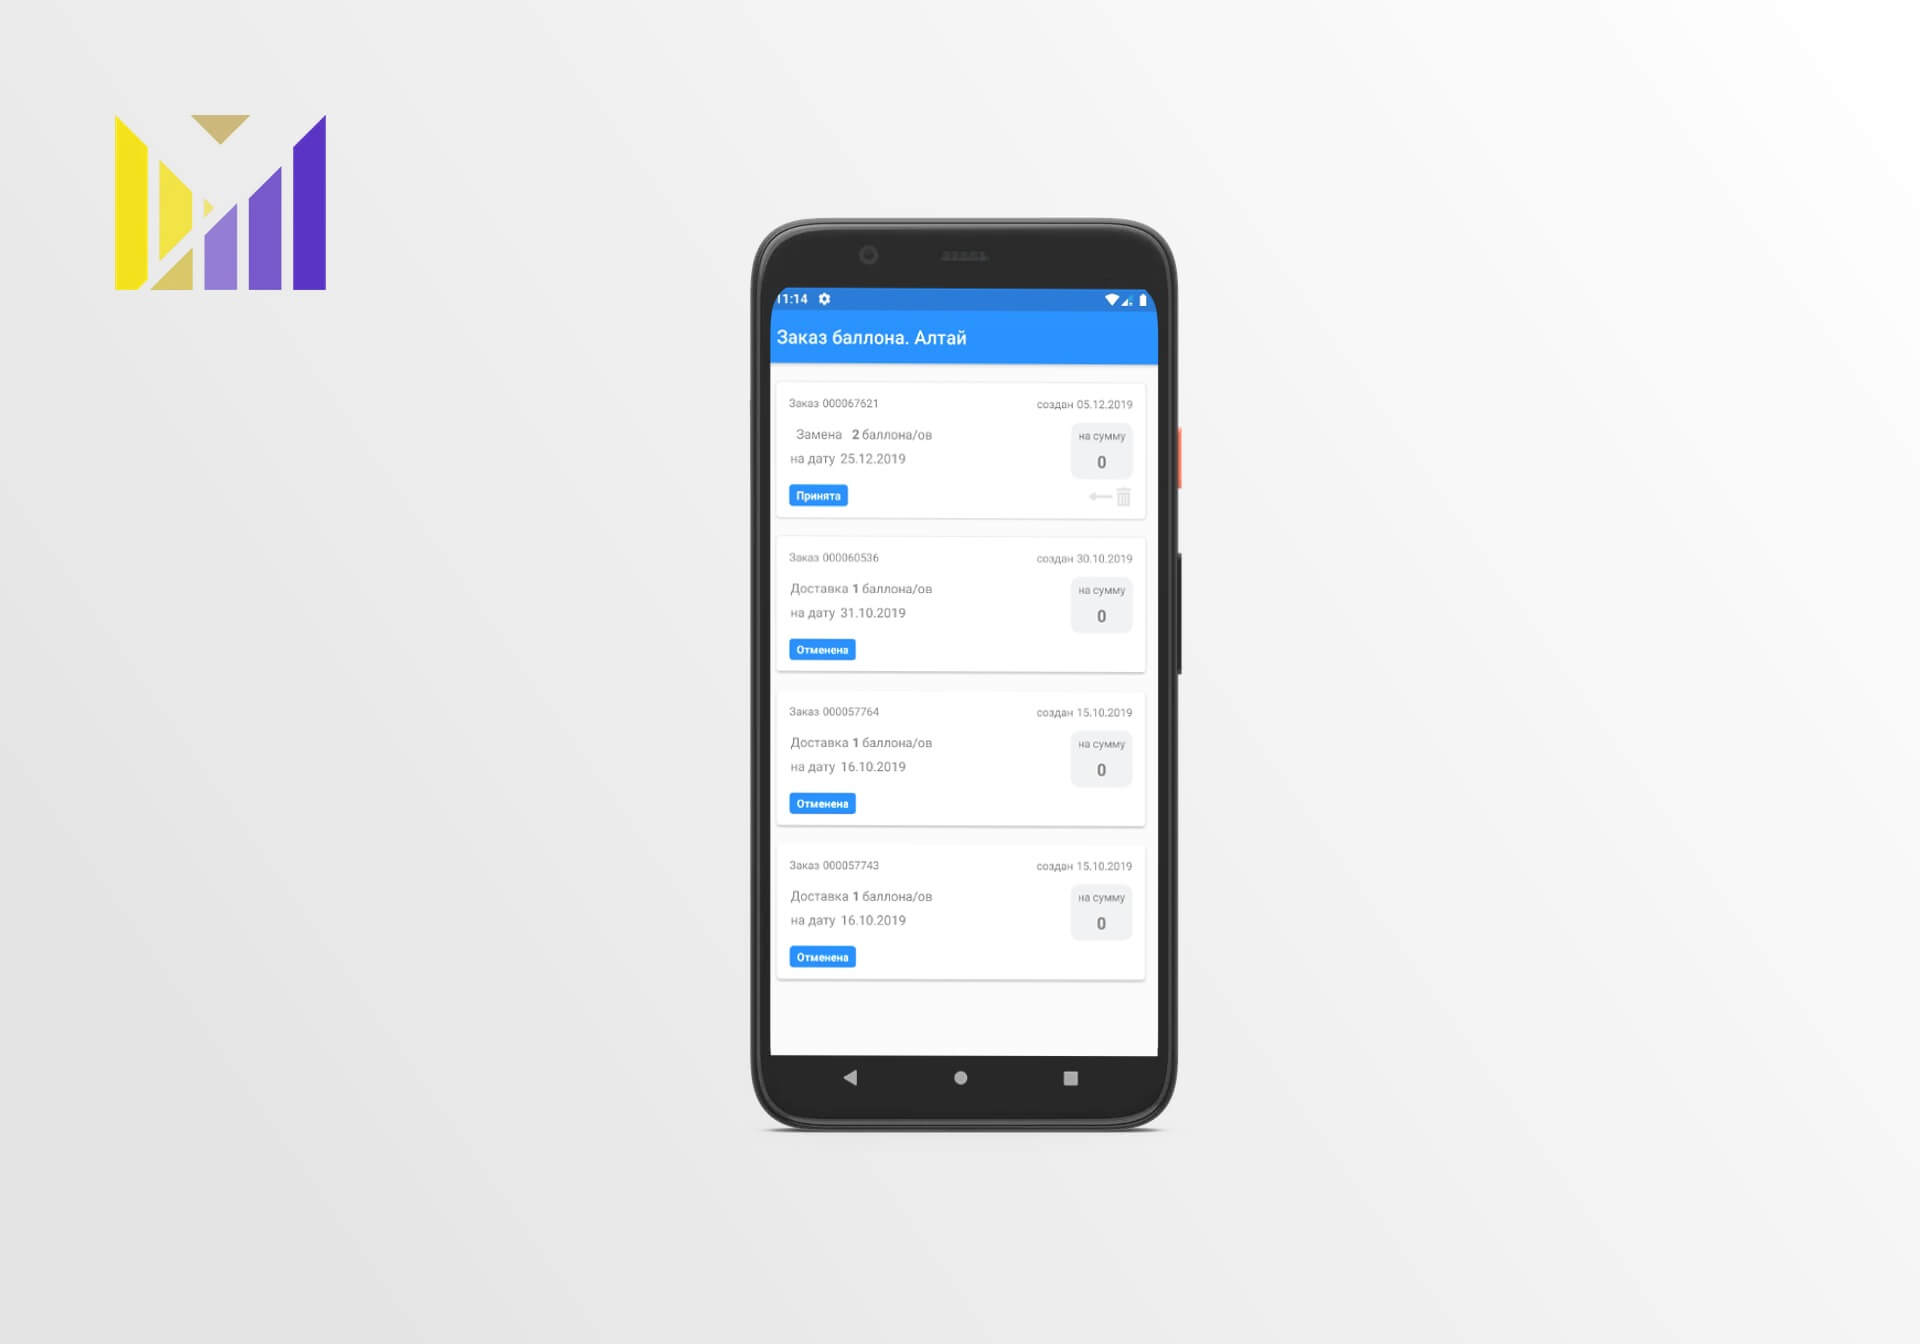 11:14
Заказ баллона. Алтай
Заказ 000067621 создан 05.12.2019
Замена 2 баллона/ов
на сумму
на дату 25.12.2019
0
Принята
Заказ 000060536 создан 30.10.2019
Доставка 1 баллона/ов
на сумму
на дату 31.10.2019
0
Отменена
Заказ 000057764 создан 15.10.2019
Доставка 1 баллона/ов
на сумму
на дату 16.10.2019
0
Отменена
Заказ 000057743 создан 15.10.2019
Доставка 1 баллона/ов
на сумму
на дату 16.10.2019
0
Отменена